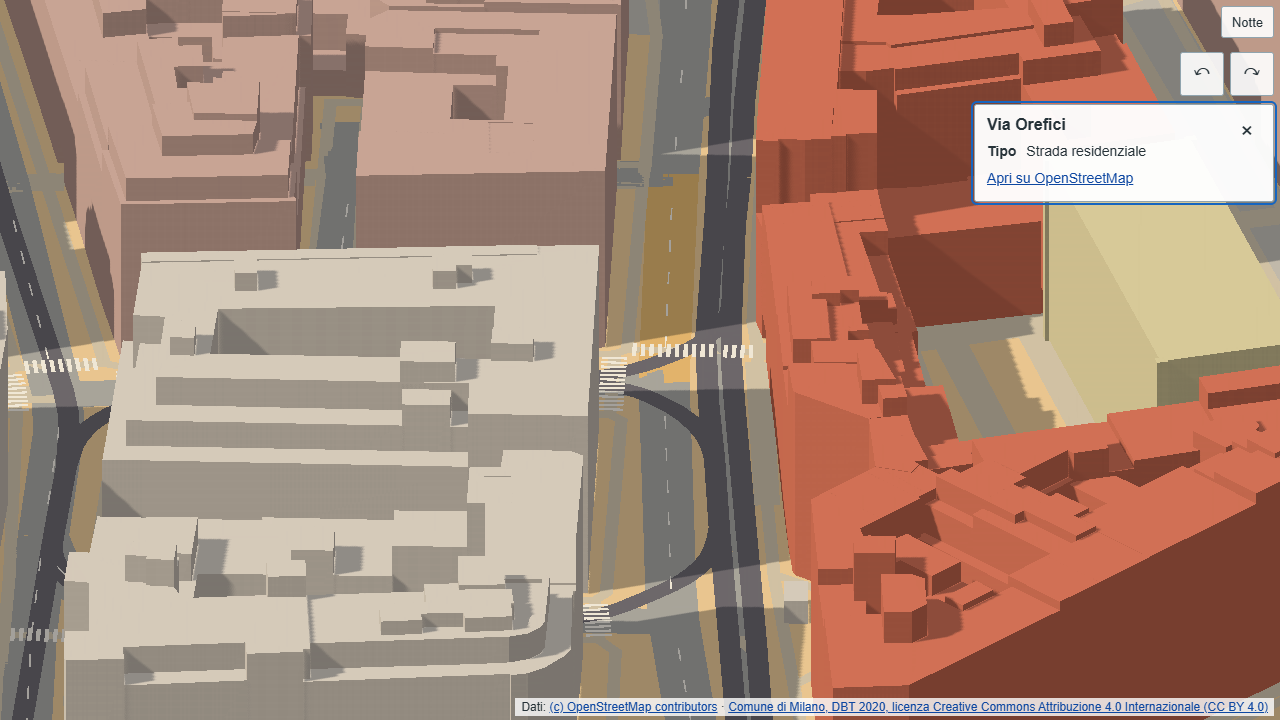 Notte
Via Orefici
Tipo Strada residenziale
Apri su OpenStreetMap
Dati: (c) OpenStreetMap contributors · Comune di Milano, DBT 2020, licenza Creative Commons Attribuzione 4.0 Internazionale (CC BY 4.0)